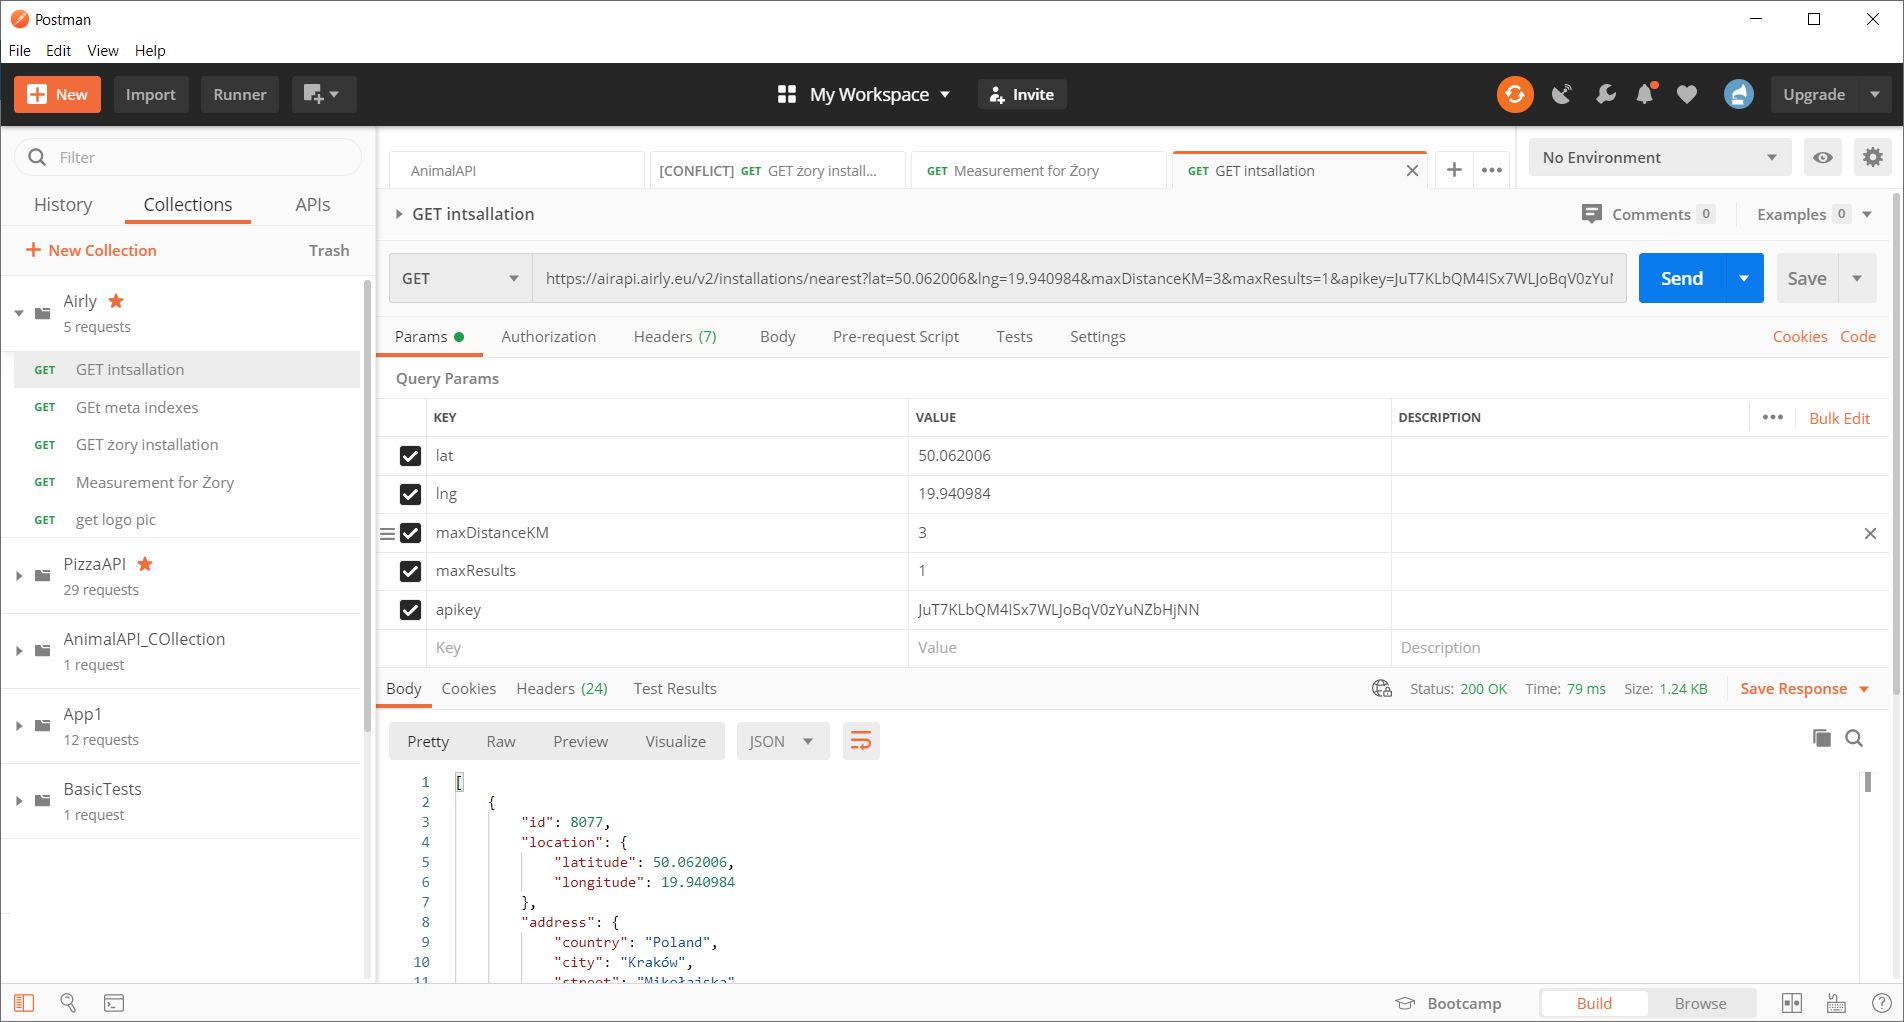 Postman
File Edit View Help
New Import Runner My Workspace Invite Upgrade
Filter
History Collections APIs
New Collection Trash
Airly
5 requests
GET GET intsallation
GET GEt meta indexes
GET GET żory installation
GET Measurement for Żory
GET get logo pic
PizzaAPI
29 requests
AnimalAPI_COllection
1 request
App1
12 requests
BasicTests
1 request
AnimalAPI [CONFLICT] GET GET żory install... GET Measurement for Żory GET GET intsallation
No Environment
GET intsallation Comments 0 Examples 0
GET https://airapi.airly.eu/v2/installations/nearest?lat=50.062006&lng=19.940984&maxDistanceKM=3&maxResults=1&apikey=JuT7KLbQM4ISx7WLJoBqV0zYuN Send Save
Params Authorization Headers (7) Body Pre-request Script Tests Settings Cookies Code
Query Params
KEY VALUE DESCRIPTION Bulk Edit
lat 50.062006
lng 19.940984
maxDistanceKM 3
maxResults 1
apikey JuT7KLbQM4ISx7WLJoBqV0zYuNZbHjNN
Key Value Description
Body Cookies Headers (24) Test Results Status: 200 OK Time: 79 ms Size: 1.24 KB Save Response
Pretty Raw Preview Visualize JSON
1 [
2 {
3 "id": 8077,
4 "location": {
5 "latitude": 50.062006,
6 "longitude": 19.940984
7 },
8 "address": {
9 "country": "Poland",
10 "city": "Kraków",
11 "street": "Mikołajska"
Bootcamp Build Browse